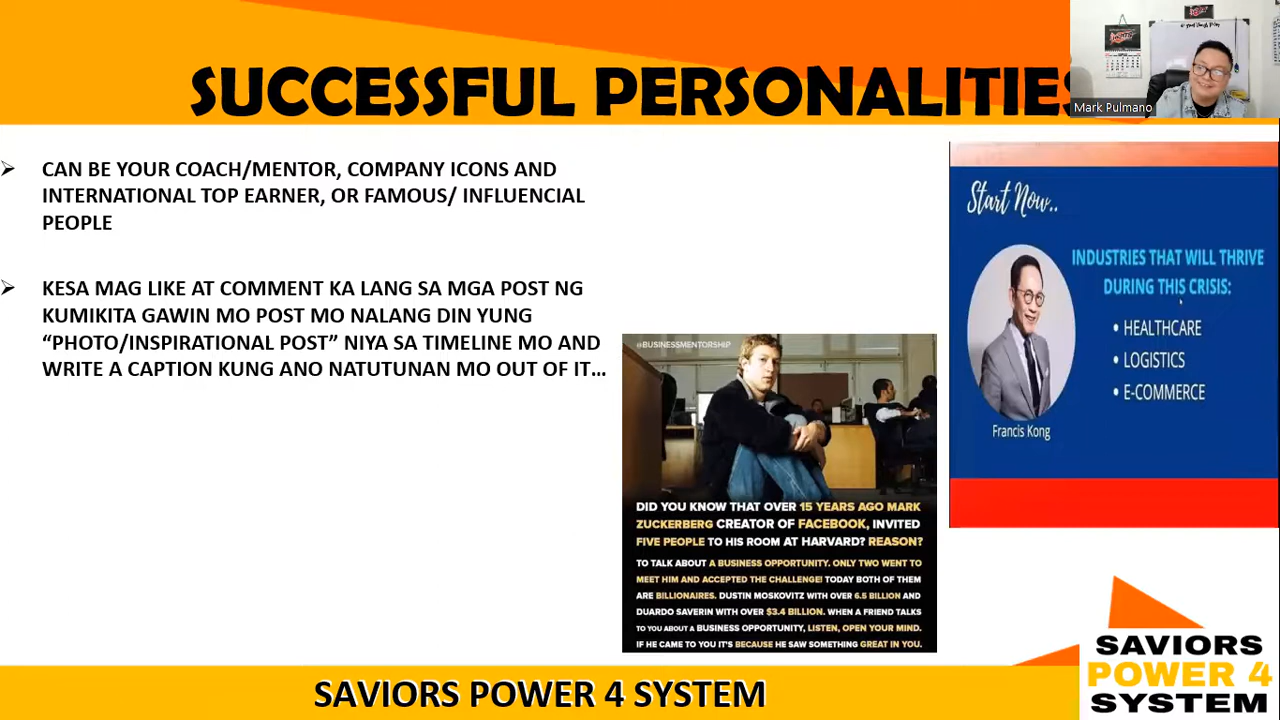 SUCCESSFUL PERSONALITIES
Mark Pulmano
CAN BE YOUR COACH/MENTOR, COMPANY ICONS AND
INTERNATIONAL TOP EARNER, OR FAMOUS/ INFLUENCIAL
PEOPLE
KESA MAG LIKE AT COMMENT KA LANG SA MGA POST NG
KUMIKITA GAWIN MO POST MO NALANG DIN YUNG
“PHOTO/INSPIRATIONAL POST” NIYA SA TIMELINE MO AND
WRITE A CAPTION KUNG ANO NATUTUNAN MO OUT OF IT...
@BUSINESSMENTORSHIP
DID YOU KNOW THAT OVER 15 YEARS AGO MARK
ZUCKERBERG CREATOR OF FACEBOOK, INVITED
FIVE PEOPLE TO HIS ROOM AT HARVARD? REASON?
TO TALK ABOUT A BUSINESS OPPORTUNITY. ONLY TWO WENT TO
MEET HIM AND ACCEPTED THE CHALLENGE! TODAY BOTH OF THEM
ARE BILLIONAIRES. DUSTIN MOSKOVITZ WITH OVER 6.5 BILLION AND
DUARDO SAVERIN WITH OVER $3.4 BILLION. WHEN A FRIEND TALKS
TO YOU ABOUT A BUSINESS OPPORTUNITY, LISTEN, OPEN YOUR MIND.
IF HE CAME TO YOU IT'S BECAUSE HE SAW SOMETHING GREAT IN YOU.
Start Now..
INDUSTRIES THAT WILL THRIVE
DURING THIS CRISIS:
• HEALTHCARE
• LOGISTICS
• E-COMMERCE
Francis Kong
SAVIORS POWER 4 SYSTEM
SAVIORS
POWER 4
SYSTEM